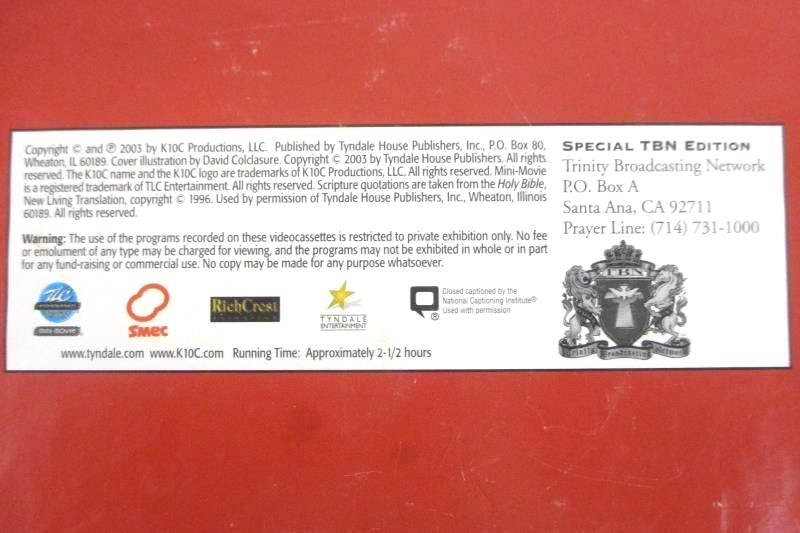 Copyright © and ℗ 2003 by K10C Productions, LLC. Published by Tyndale House Publishers, Inc., P.O. Box 80,
Wheaton, IL 60189. Cover illustration by David Colclasure. Copyright © 2003 by Tyndale House Publishers. All rights
reserved. The K10C name and the K10C logo are trademarks of K10C Productions, LLC. All rights reserved. Mini-Movie
is a registered trademark of TLC Entertainment. All rights reserved. Scripture quotations are taken from the Holy Bible,
New Living Translation, copyright © 1996. Used by permission of Tyndale House Publishers, Inc., Wheaton, Illinois
60189. All rights reserved.
Warning: The use of the programs recorded on these videocassettes is restricted to private exhibition only. No fee
or emolument of any type may be charged for viewing, and the programs may not be exhibited in whole or in part
for any fund-raising or commercial use. No copy may be made for any purpose whatsoever.
TLC
MINI-MOVIE
SMEC
RichCrest
TYNDALE
ENTERTAINMENT
Closed captioned by the
National Captioning Institute®
Used with permission
®
www.tyndale.com www.K10C.com Running Time: Approximately 2-1/2 hours
SPECIAL TBN EDITION
Trinity Broadcasting Network
P.O. Box A
Santa Ana, CA 92711
Prayer Line: (714) 731-1000
TBN
Trinity Broadcasting Network